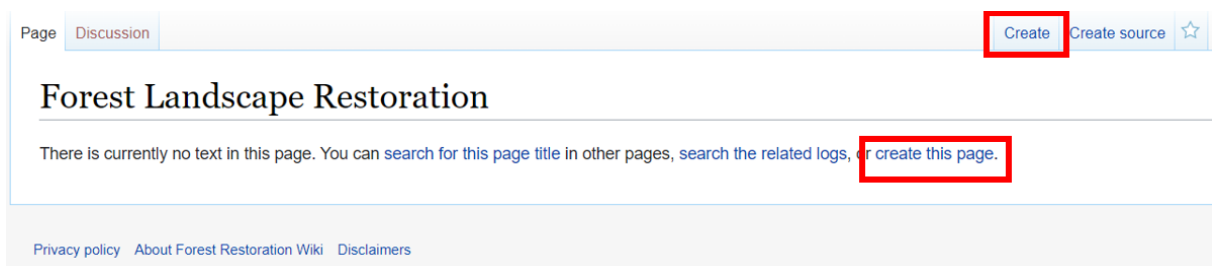 Page Discussion Create Create source
Forest Landscape Restoration
There is currently no text in this page. You can search for this page title in other pages, search the related logs, or create this page.
Privacy policy About Forest Restoration Wiki Disclaimers